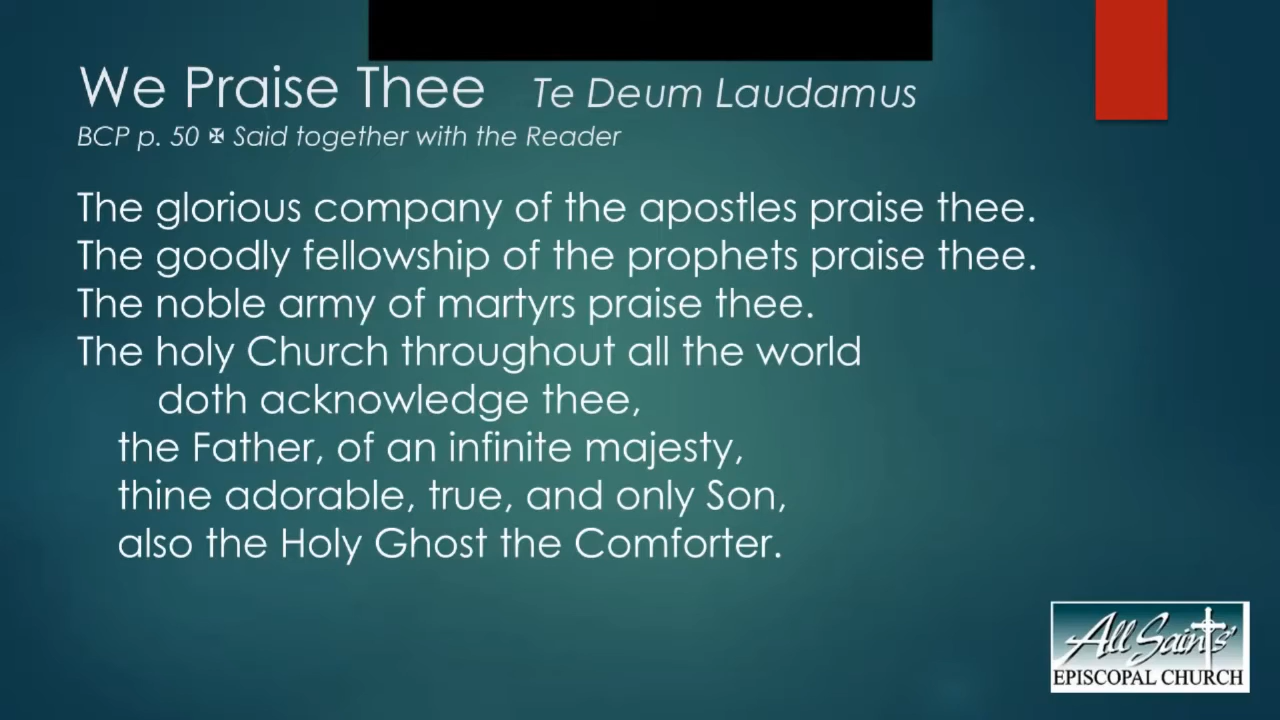 We Praise Thee Te Deum Laudamus
BCP p. 50 ✠ Said together with the Reader
The glorious company of the apostles praise thee.
The goodly fellowship of the prophets praise thee.
The noble army of martyrs praise thee.
The holy Church throughout all the world
doth acknowledge thee,
the Father, of an infinite majesty,
thine adorable, true, and only Son,
also the Holy Ghost the Comforter.
All Saints'
EPISCOPAL CHURCH